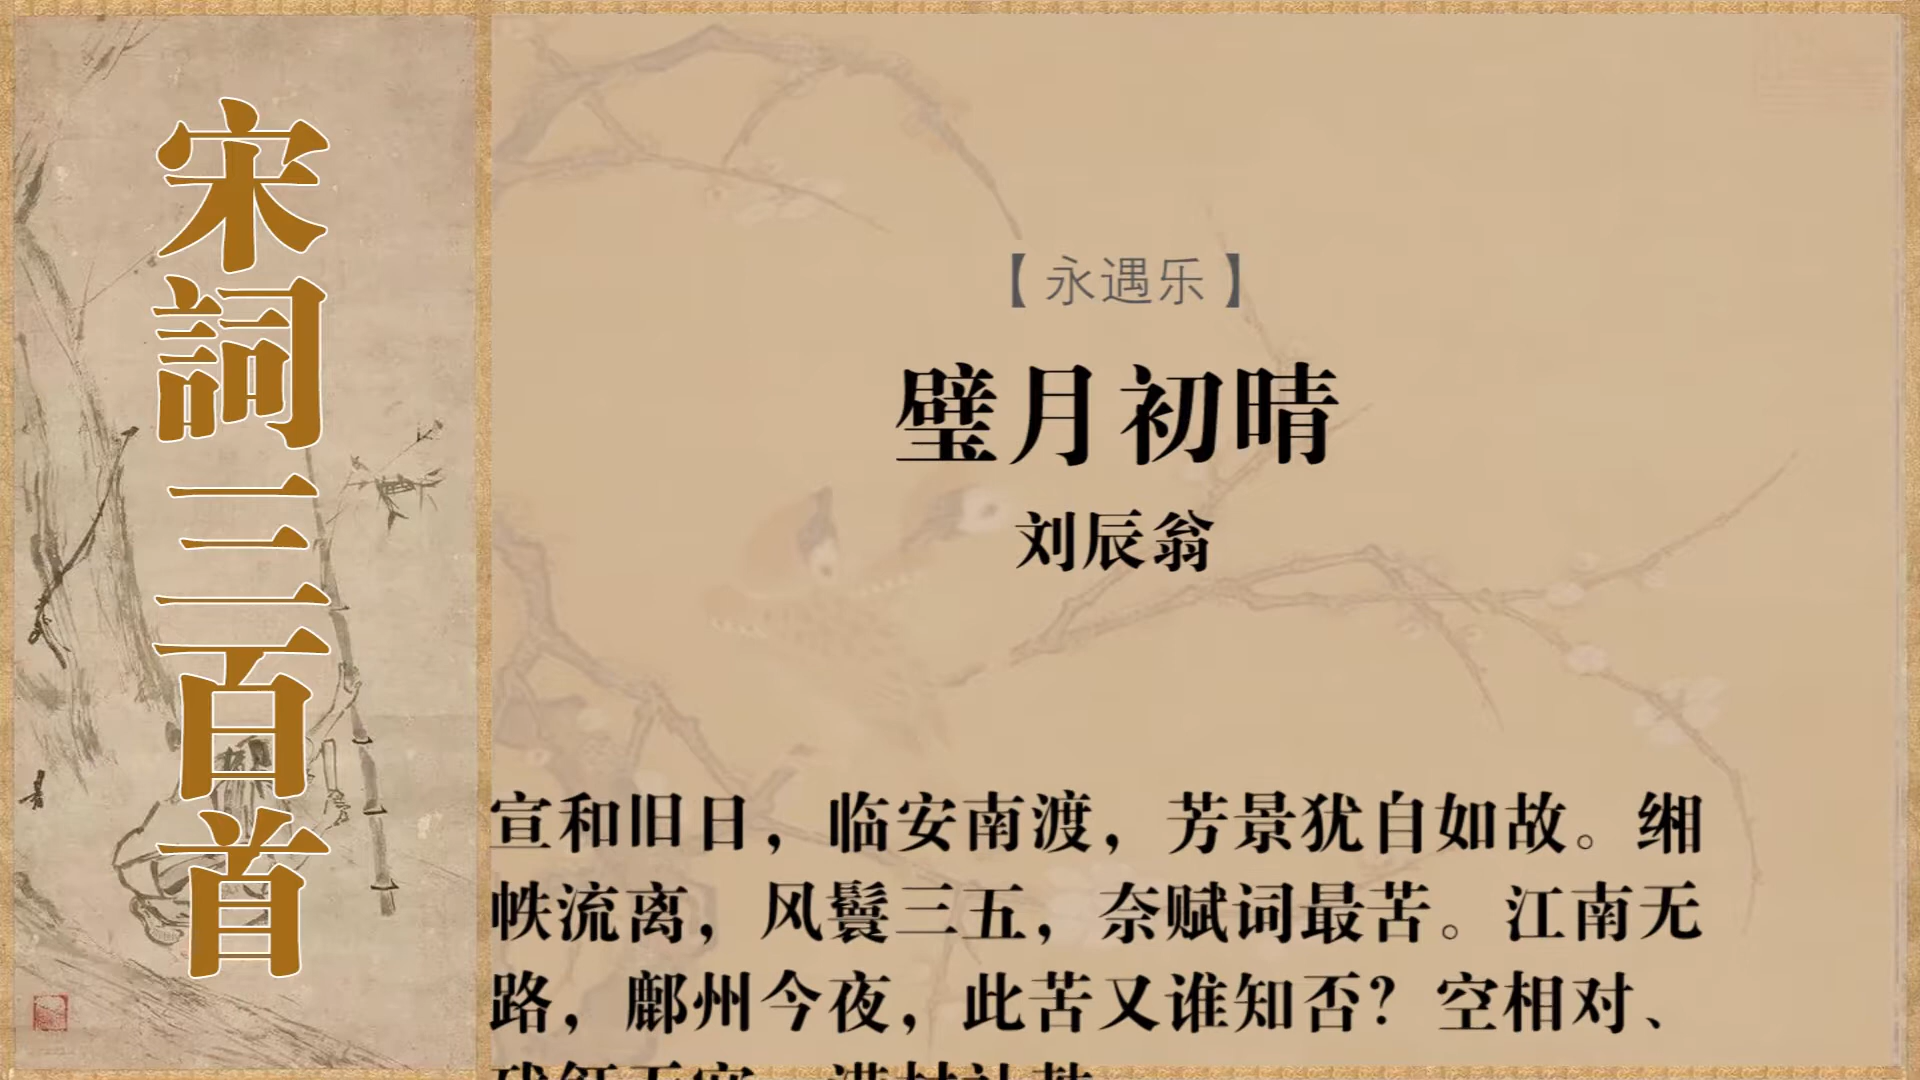 宋詞三百首
【永遇乐】
璧月初晴
刘辰翁
宣和旧日，临安南渡，芳景犹自如故。缃
帙流离，风鬟三五，奈赋词最苦。江南无
路，鄜州今夜，此苦又谁知否？空相对、